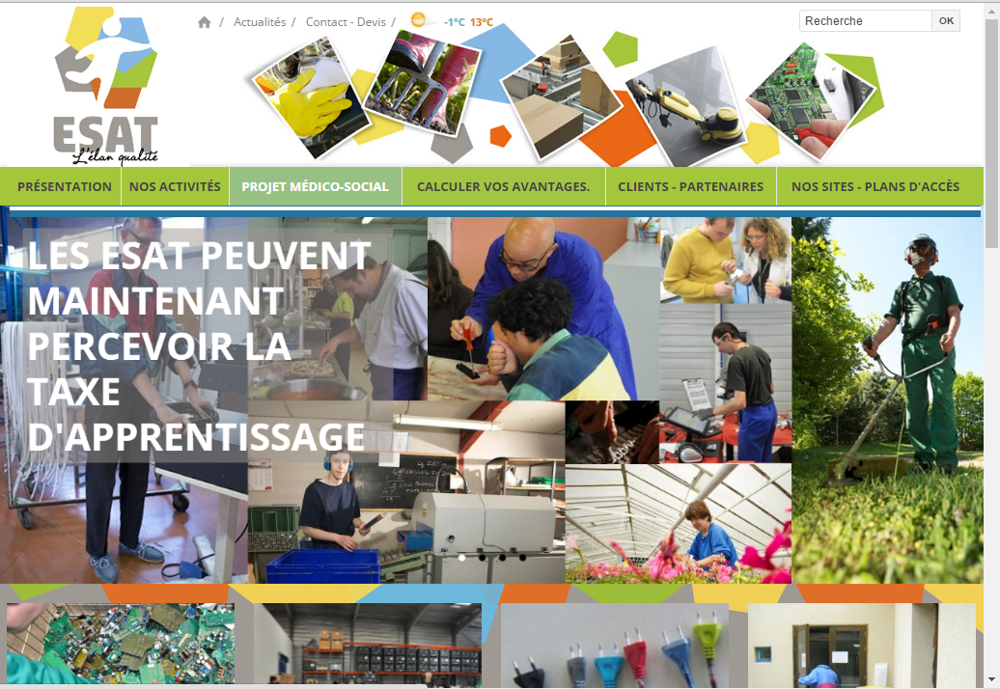 Actualités / Contact - Devis / -1°C 13°C
Recherche OK
ESAT
L'élan qualité
PRÉSENTATION NOS ACTIVITÉS PROJET MÉDICO-SOCIAL CALCULER VOS AVANTAGES. CLIENTS - PARTENAIRES NOS SITES - PLANS D'ACCÈS
LES ESAT PEUVENT
MAINTENANT
PERCEVOIR LA
TAXE
D'APPRENTISSAGE